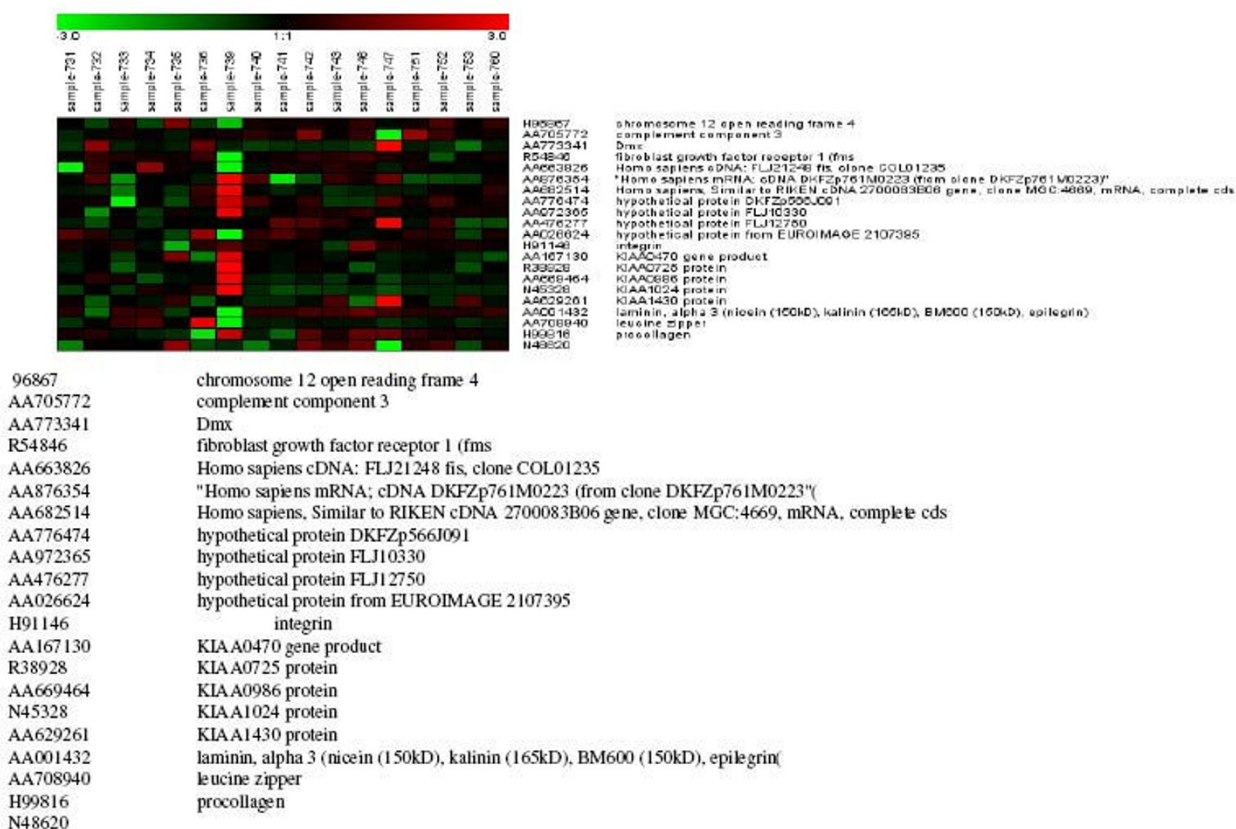 -3.0 1:1 3.0
sample-731 sample-732 sample-733 sample-734 sample-735 sample-736 sample-739 sample-740 sample-741 sample-742 sample-743 sample-746 sample-747 sample-751 sample-752 sample-753 sample-760
H96867 chromosome 12 open reading frame 4
AA705772 complement component 3
AA773341 Dmx
R54846 fibroblast growth factor receptor 1 (fms
AA663826 Homo sapiens cDNA: FLJ21248 fis, clone COL01235
AA876354 "Homo sapiens mRNA; cDNA DKFZp761M0223 (from clone DKFZp761M0223)"
AA682514 Homo sapiens, Similar to RIKEN cDNA 2700083B06 gene, clone MGC:4669, mRNA, complete cds
AA776474 hypothetical protein DKFZp566J091
AA972365 hypothetical protein FLJ10330
AA476277 hypothetical protein FLJ12750
AA026624 hypothetical protein from EUROIMAGE 2107395
H91146 integrin
AA167130 KIAA0470 gene product
R38928 KIAA0725 protein
AA669464 KIAA0986 protein
N45328 KIAA1024 protein
AA629261 KIAA1430 protein
AA001432 laminin, alpha 3 (nicein (150kD), kalinin (165kD), BM600 (150kD), epilegrin)
AA708940 leucine zipper
H99816 procollagen
N48620
96867 chromosome 12 open reading frame 4
AA705772 complement component 3
AA773341 Dmx
R54846 fibroblast growth factor receptor 1 (fms
AA663826 Homo sapiens cDNA: FLJ21248 fis, clone COL01235
AA876354 "Homo sapiens mRNA; cDNA DKFZp761M0223 (from clone DKFZp761M0223"(
AA682514 Homo sapiens, Similar to RIKEN cDNA 2700083B06 gene, clone MGC:4669, mRNA, complete cds
AA776474 hypothetical protein DKFZp566J091
AA972365 hypothetical protein FLJ10330
AA476277 hypothetical protein FLJ12750
AA026624 hypothetical protein from EUROIMAGE 2107395
H91146 integrin
AA167130 KIAA0470 gene product
R38928 KIAA0725 protein
AA669464 KIAA0986 protein
N45328 KIAA1024 protein
AA629261 KIAA1430 protein
AA001432 laminin, alpha 3 (nicein (150kD), kalinin (165kD), BM600 (150kD), epilegrin(
AA708940 leucine zipper
H99816 procollagen
N48620